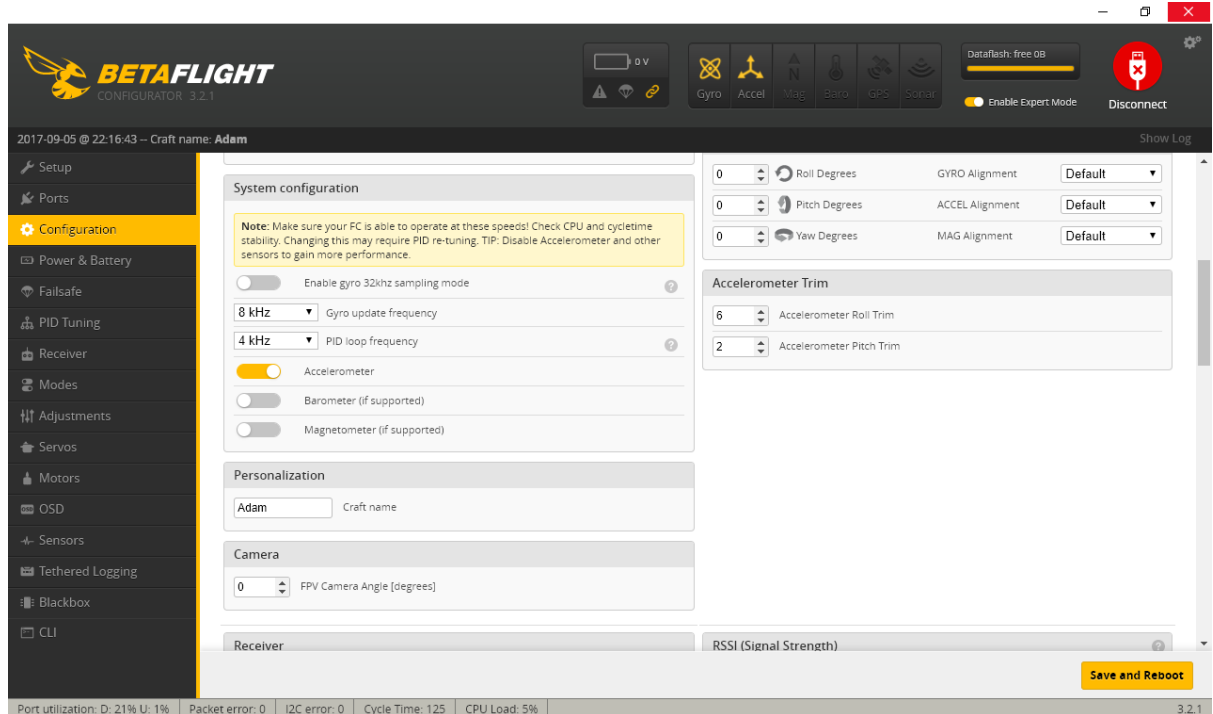 BETAFLIGHT
CONFIGURATOR 3.2.1
0 V
Gyro Accel Mag Baro GPS Sonar
Dataflash: free 0B
Enable Expert Mode
Disconnect
2017-09-05 @ 22:16:43 -- Craft name: Adam
Show Log
Setup
Ports
Configuration
Power & Battery
Failsafe
PID Tuning
Receiver
Modes
Adjustments
Servos
Motors
OSD
Sensors
Tethered Logging
Blackbox
CLI
System configuration
Note: Make sure your FC is able to operate at these speeds! Check CPU and cycletime
stability. Changing this may require PID re-tuning. TIP: Disable Accelerometer and other
sensors to gain more performance.
Enable gyro 32khz sampling mode ?
8 kHz Gyro update frequency
4 kHz PID loop frequency ?
Accelerometer
Barometer (if supported)
Magnetometer (if supported)
Personalization
Adam Craft name
Camera
0 FPV Camera Angle [degrees]
Receiver
0 Roll Degrees GYRO Alignment Default
0 Pitch Degrees ACCEL Alignment Default
0 Yaw Degrees MAG Alignment Default
Accelerometer Trim
6 Accelerometer Roll Trim
2 Accelerometer Pitch Trim
RSSI (Signal Strength) ?
Save and Reboot
Port utilization: D: 21% U: 1% Packet error: 0 I2C error: 0 Cycle Time: 125 CPU Load: 5% 3.2.1